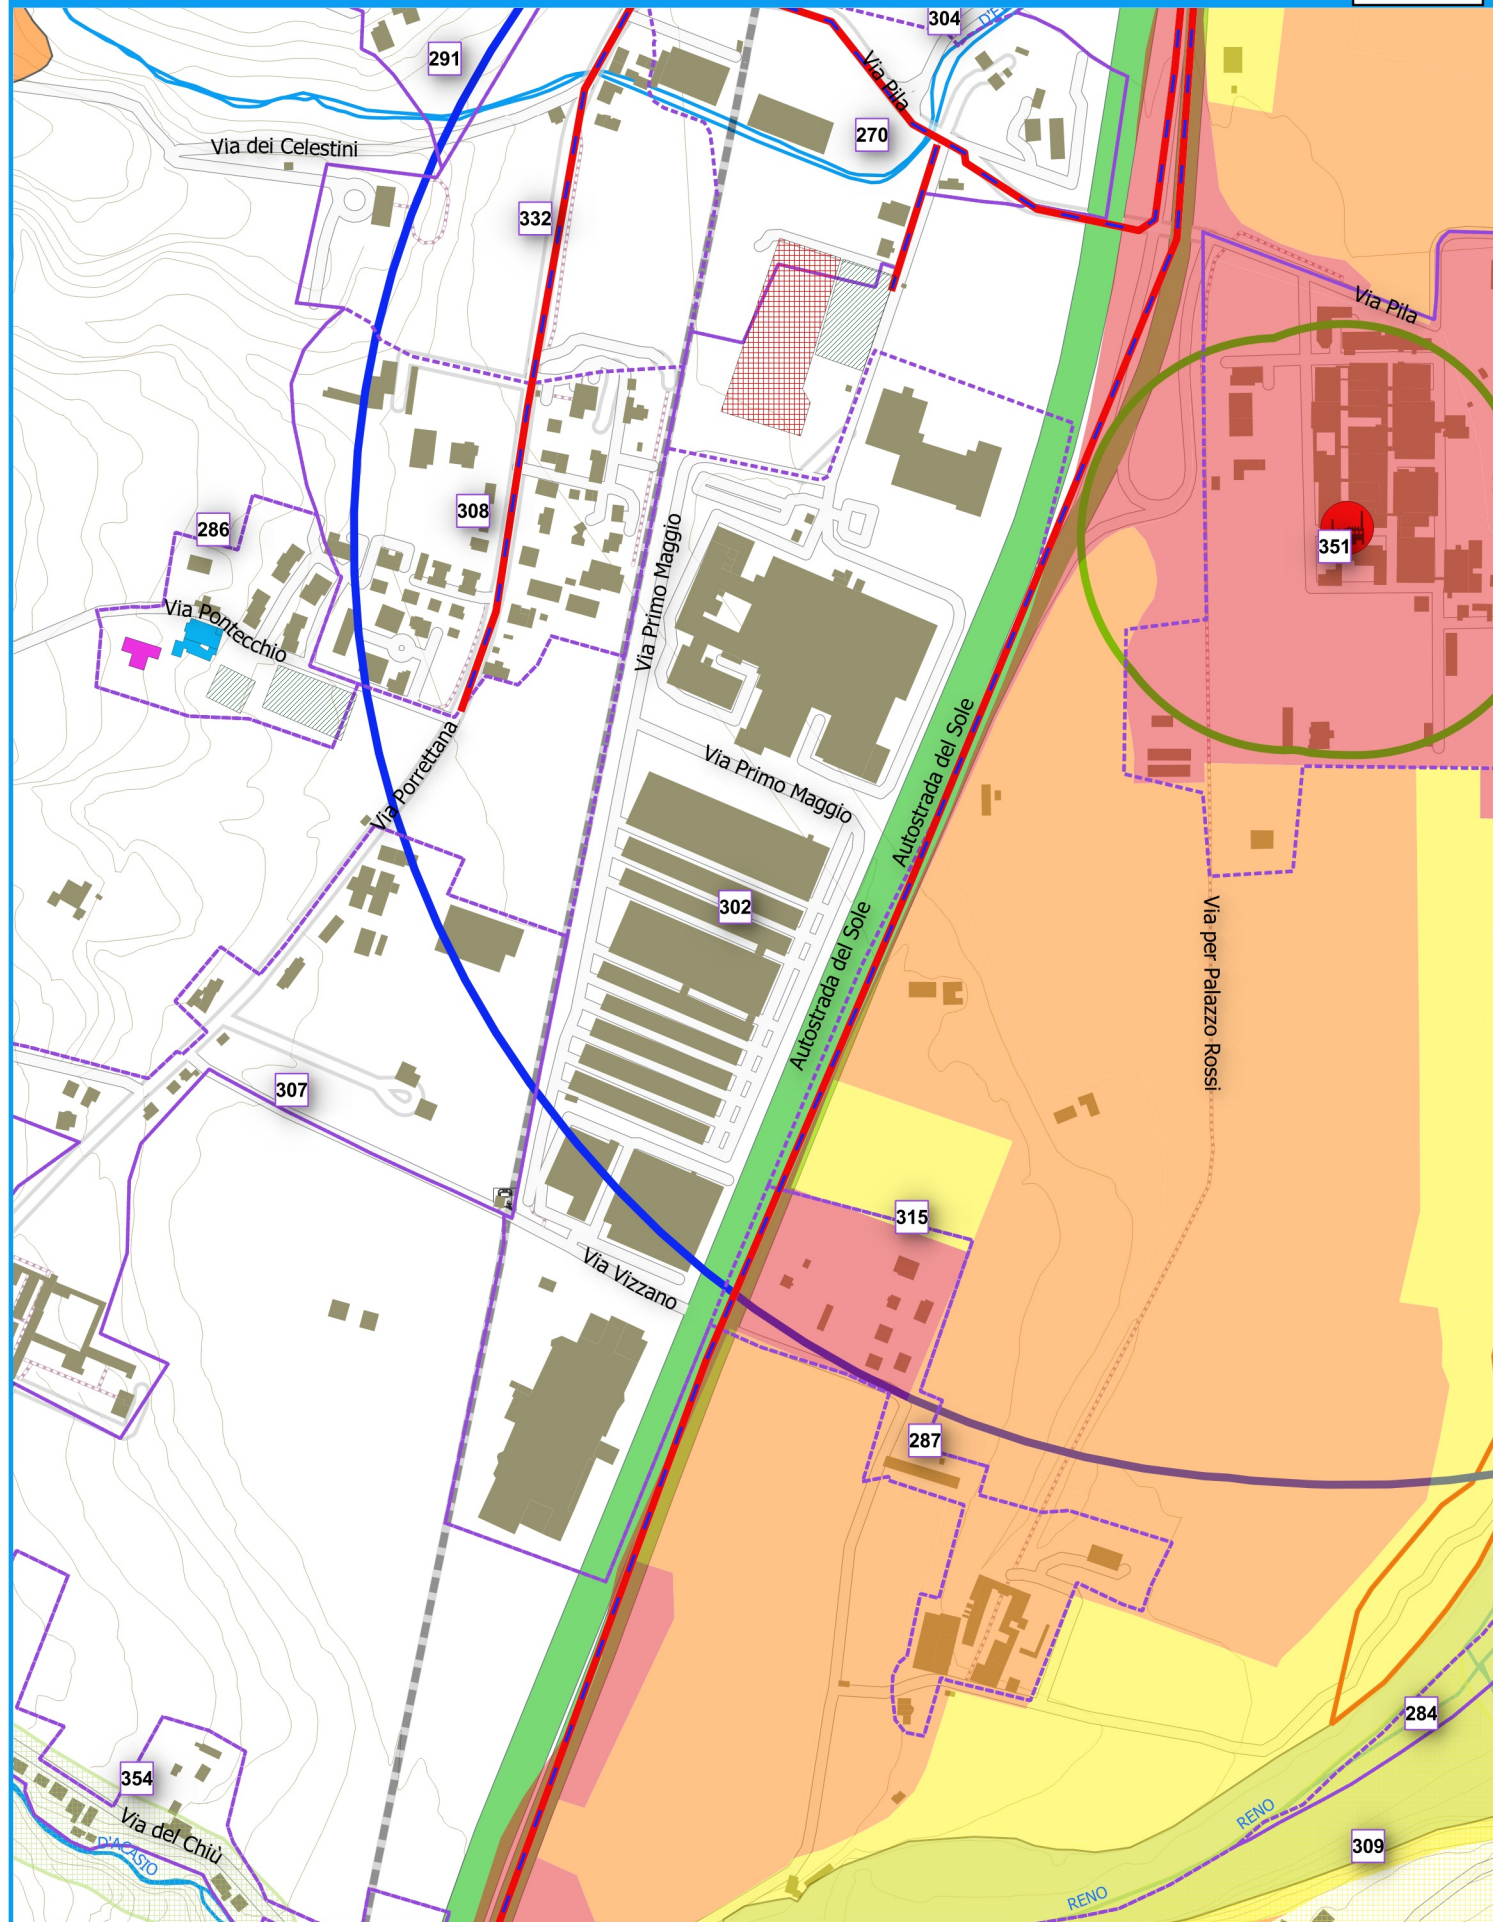 304
D'E
291
Via Pila
270
Via dei Celestini
332
Via Pila
308
286
351
Via Primo Maggio
Via Pontecchio
Via Porrettana
Via Primo Maggio
Autostrada del Sole
302
Autostrada del Sole
Via per Palazzo Rossi
307
315
Via Vizzano
287
284
354
Via del Chiù
D'ACASIO
RENO
309
RENO